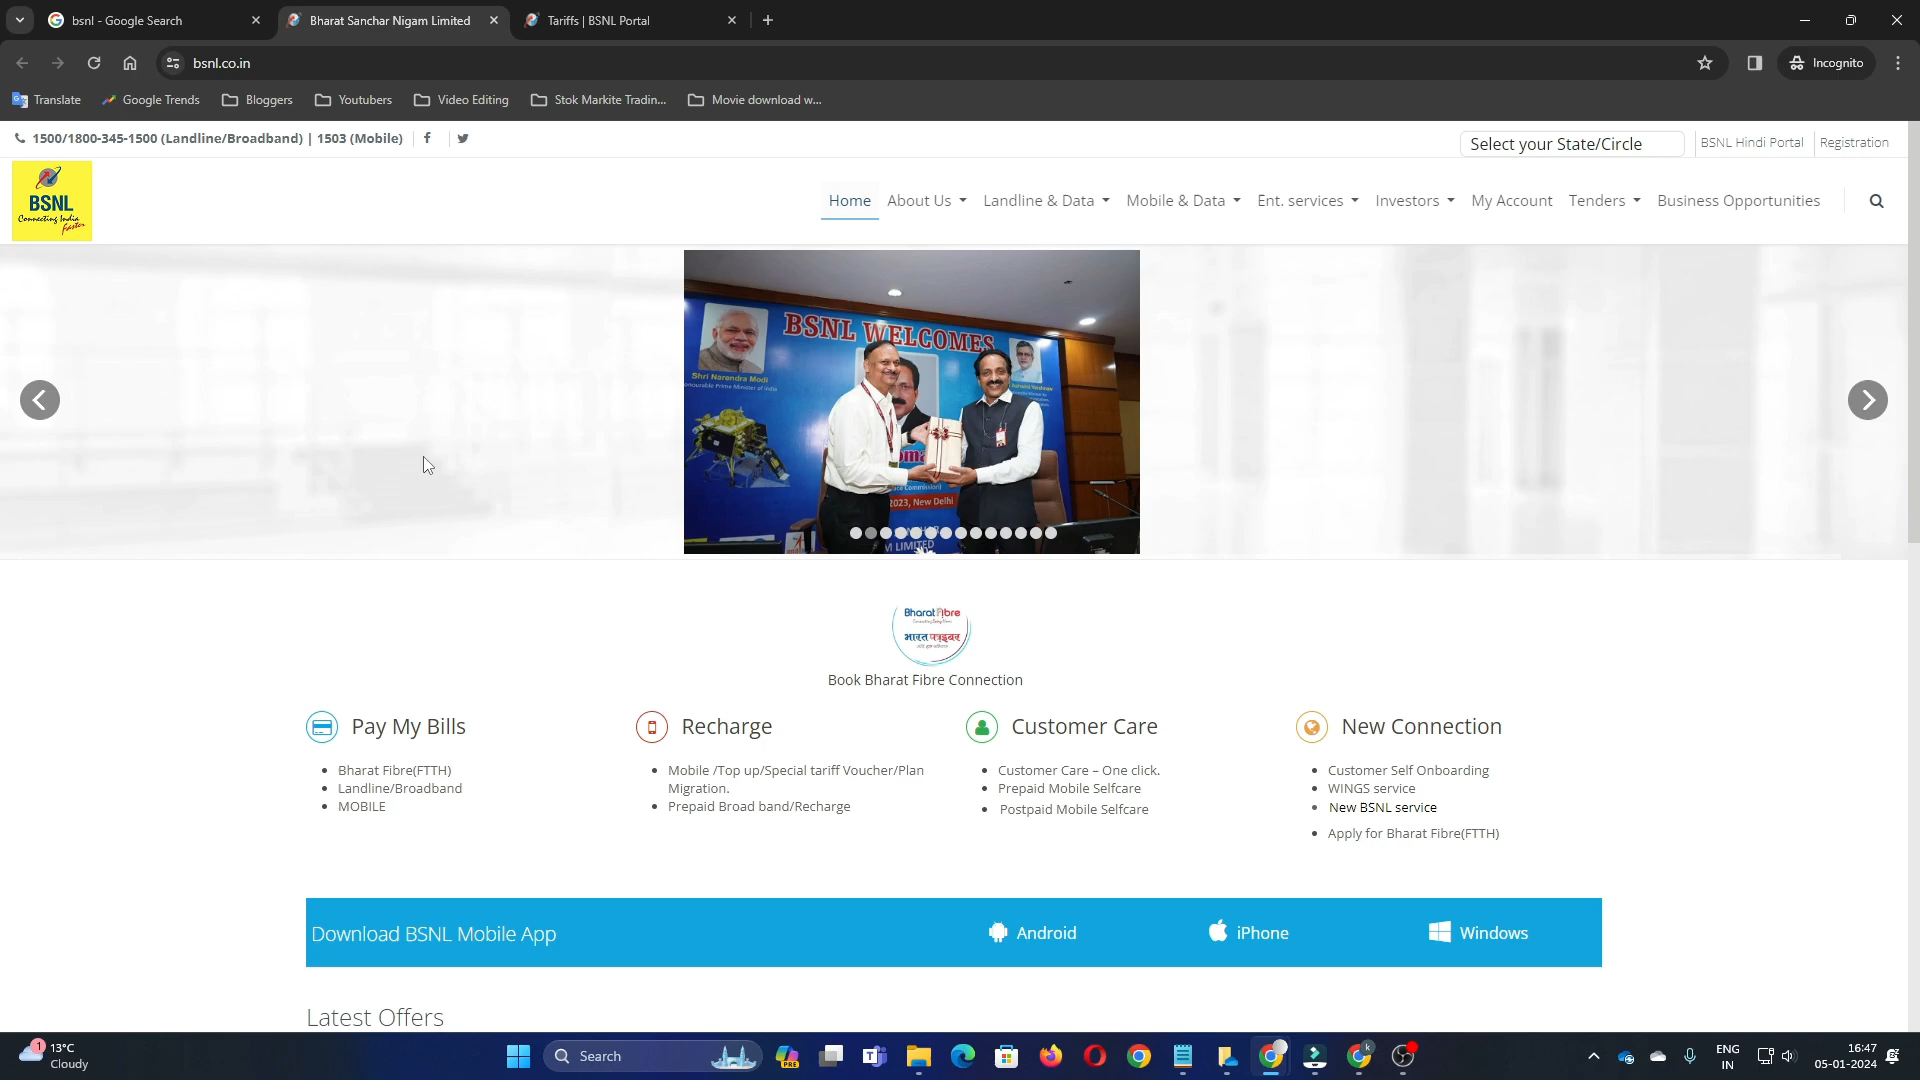 bsnl - Google Search
Bharat Sanchar Nigam Limited
Tariffs | BSNL Portal
bsnl.co.in
Incognito
Translate
Google Trends
Bloggers
Youtubers
Video Editing
Stok Markite Tradin...
Movie download w...
1500/1800-345-1500 (Landline/Broadband) | 1503 (Mobile)
Select your State/Circle
BSNL Hindi Portal
Registration
BSNL
Connecting India
Faster
Home
About Us
Landline & Data
Mobile & Data
Ent. services
Investors
My Account
Tenders
Business Opportunities
BSNL WELCOMES
Shri Narendra Modi
2023, New Delhi
M LIMITED
Bharat Fibre
भारत फाइबर
Book Bharat Fibre Connection
Pay My Bills
Bharat Fibre(FTTH)
Landline/Broadband
MOBILE
Recharge
Mobile /Top up/Special tariff Voucher/Plan
Migration.
Prepaid Broad band/Recharge
Customer Care
Customer Care – One click.
Prepaid Mobile Selfcare
Postpaid Mobile Selfcare
New Connection
Customer Self Onboarding
WINGS service
New BSNL service
Apply for Bharat Fibre(FTTH)
Download BSNL Mobile App
Android
iPhone
Windows
Latest Offers
1
13°C
Cloudy
Search
PRE
k
ENG
IN
16:47
05-01-2024